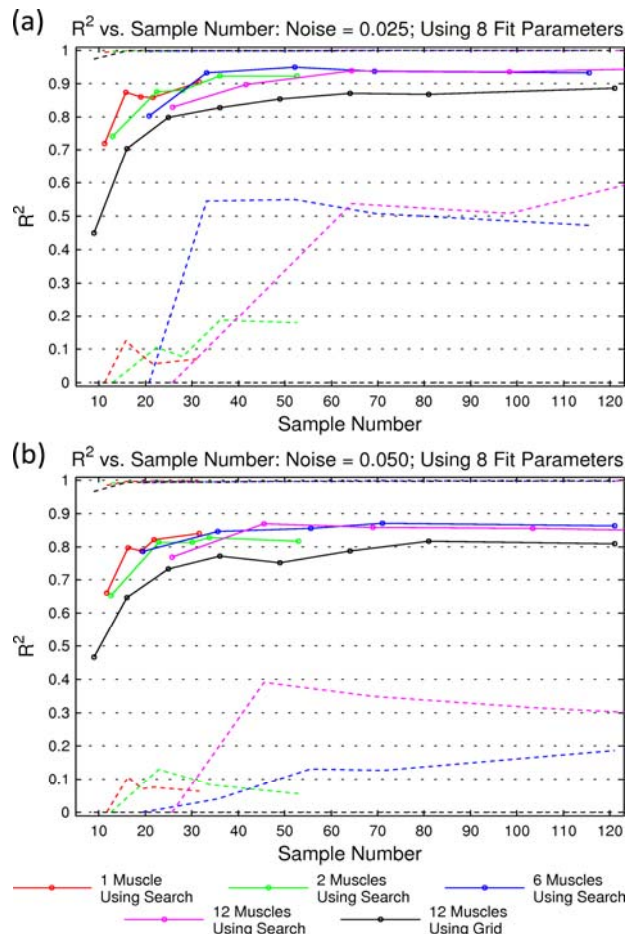 (a)
R² vs. Sample Number: Noise = 0.025; Using 8 Fit Parameters
1
0.9
0.8
0.7
0.6
0.5
0.4
0.3
0.2
0.1
0
R²
10 20 30 40 50 60 70 80 90 100 110 120
Sample Number
(b)
R² vs. Sample Number: Noise = 0.050; Using 8 Fit Parameters
1
0.9
0.8
0.7
0.6
0.5
0.4
0.3
0.2
0.1
0
R²
10 20 30 40 50 60 70 80 90 100 110 120
Sample Number
1 Muscle
Using Search
2 Muscles
Using Search
6 Muscles
Using Search
12 Muscles
Using Search
12 Muscles
Using Grid